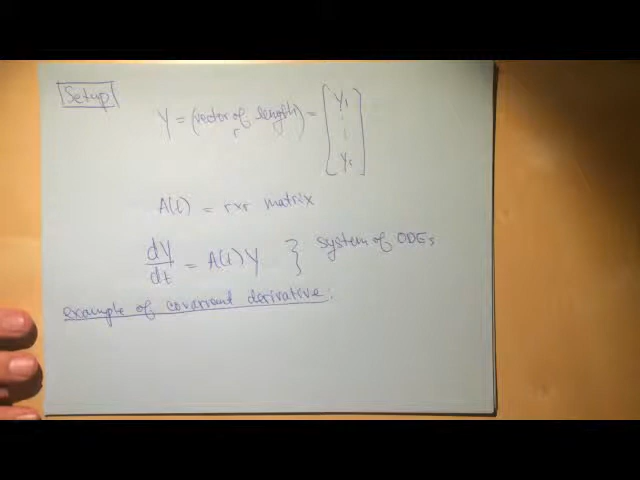 Setup
Y = (vector of length r) = [y₁ ⋮ yᵣ]
A(t) = r×r matrix
dY/dt = A(t) Y } System of ODEs
example of covariant derivative: